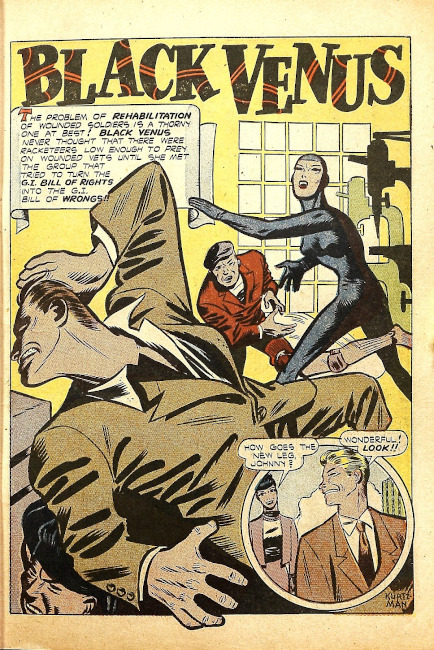 BLACK VENUS
THE PROBLEM OF REHABILITATION
OF WOUNDED SOLDIERS IS A THORNY
ONE AT BEST! BLACK VENUS
NEVER THOUGHT THAT THERE WERE
RACKETEERS LOW ENOUGH TO PREY
ON WOUNDED VETS UNTIL SHE MET
THE GROUP THAT
TRIED TO TURN THE
G.I. BILL OF RIGHTS
INTO THE G.I.
BILL OF WRONGS!!
HOW GOES THE
NEW LEG,
JOHNNY?
WONDERFUL!
LOOK!!
KURTZ
MAN